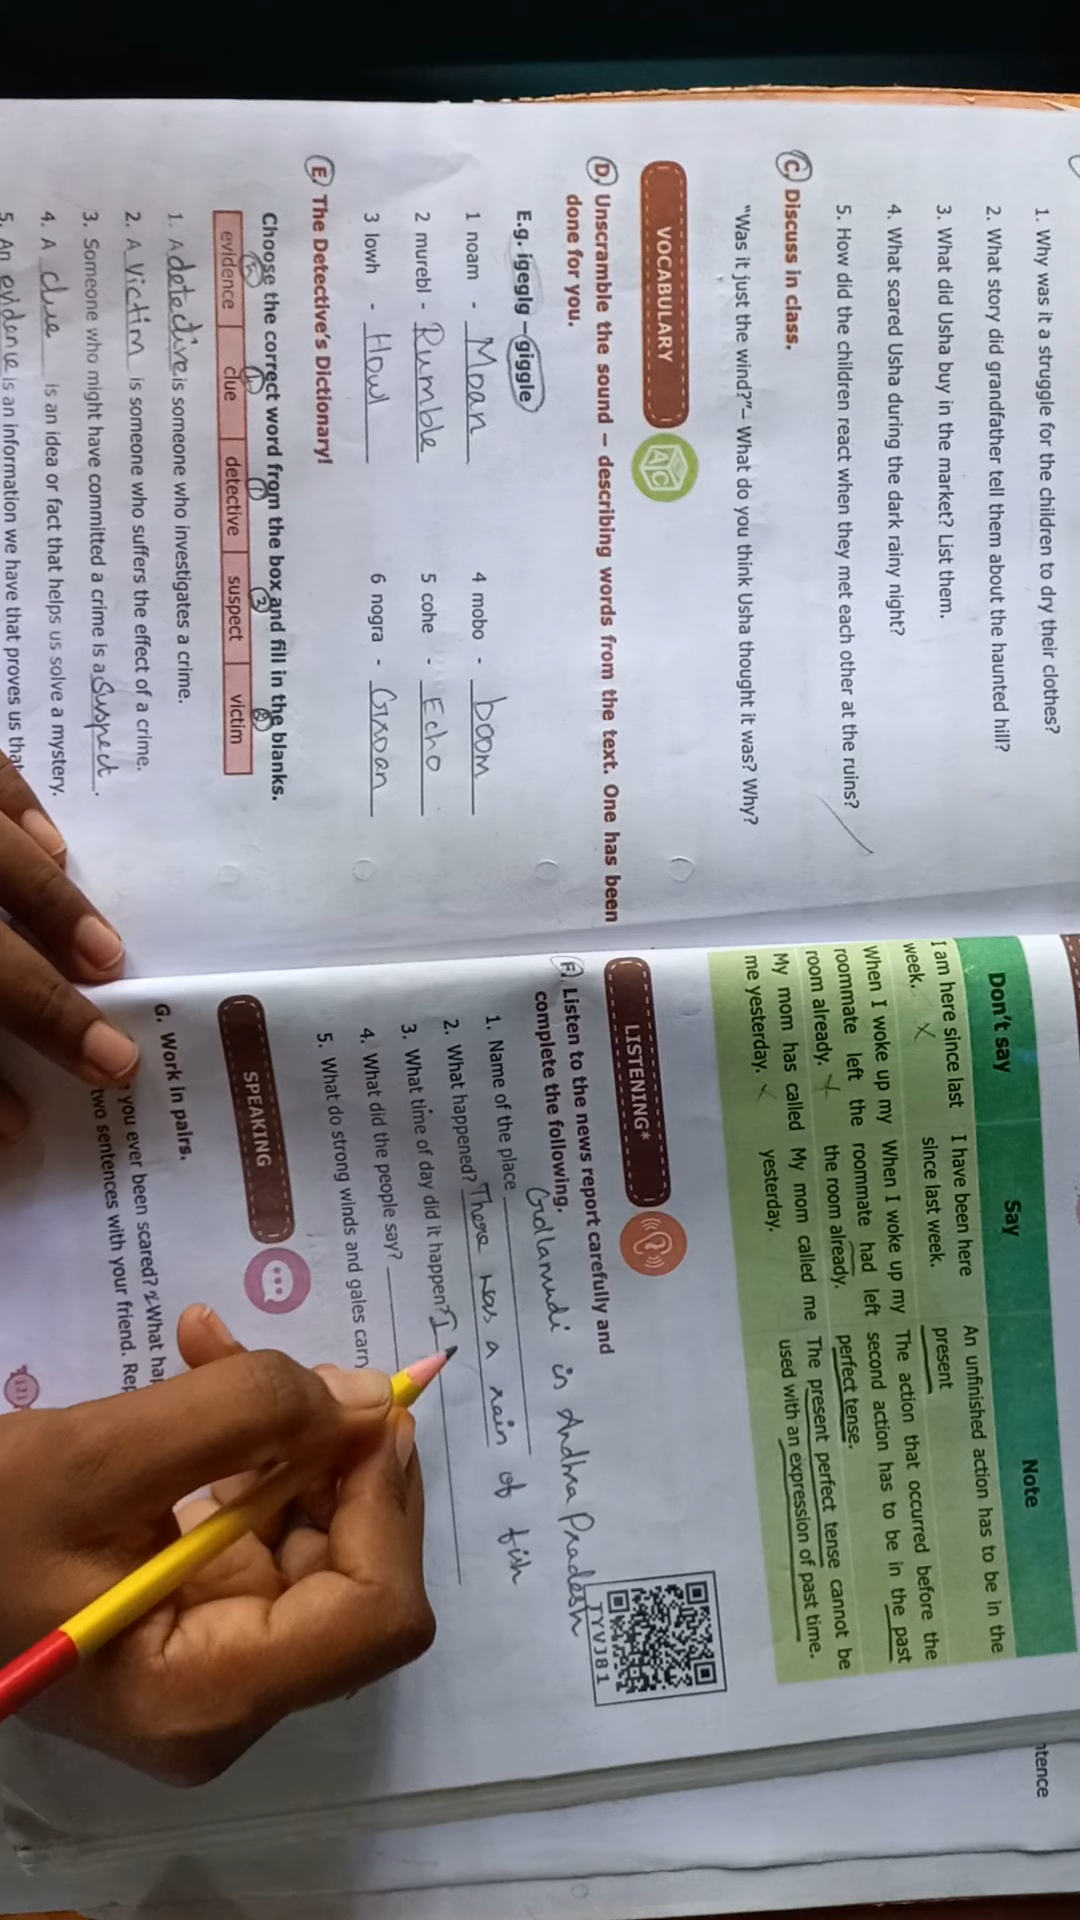 1. Why was it a struggle for the children to dry their clothes?
2. What story did grandfather tell them about the haunted hill?
3. What did Usha buy in the market? List them.
4. What scared Usha during the dark rainy night?
5. How did the children react when they met each other at the ruins?
C. Discuss in class.
"Was it just the wind?"– What do you think Usha thought it was? Why?
VOCABULARY
D. Unscramble the sound – describing words from the text. One has been
done for you.
E.g. igeglg –giggle
1 noam - Moan
4 mobo - boom
2 murebl - Rumble
5 cohe - Echo
3 lowh - Howl
6 nogra - Groan
E. The Detective's Dictionary!
Choose the correct word from the box and fill in the blanks.
evidence clue detective suspect victim
1. A detective is someone who investigates a crime.
2. A Victim is someone who suffers the effect of a crime.
3. Someone who might have committed a crime is a Suspect.
4. A clue is an idea or fact that helps us solve a mystery.
5. An evidence is an information we have that proves us that
ntence
Don't say Say Note
I am here since last
week.
I have been here
since last week.
An unfinished action has to be in the
present
When I woke up my
roommate left the
room already.
When I woke up my
roommate had left
the room already.
The action that occurred before the
second action has to be in the past
perfect tense.
My mom has called
me yesterday.
My mom called me
yesterday.
The present perfect tense cannot be
used with an expression of past time.
LISTENING*
TYVJ81
F. Listen to the news report carefully and
complete the following.
1. Name of the place Godlamudi in Andhra Pradesh
2. What happened? There was a rain of fish
3. What time of day did it happen? I
4. What did the people say?
5. What do strong winds and gales carry
SPEAKING
G. Work in pairs.
you ever been scared? What ha
two sentences with your friend. Rep
121